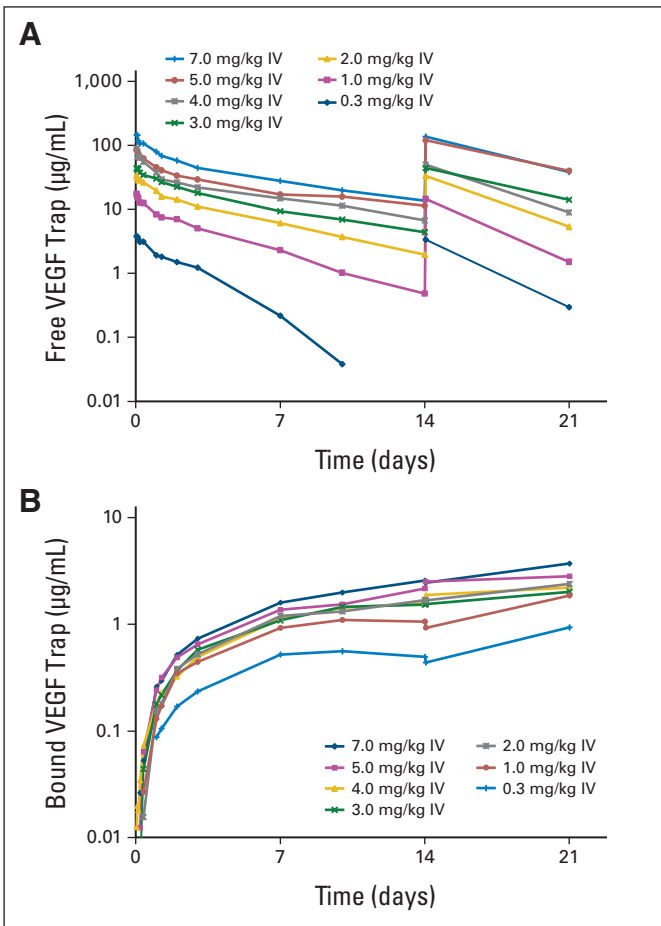 A
7.0 mg/kg IV
2.0 mg/kg IV
5.0 mg/kg IV
1.0 mg/kg IV
4.0 mg/kg IV
0.3 mg/kg IV
3.0 mg/kg IV
1,000
100
10
1
0.1
0.01
Free VEGF Trap (µg/mL)
0 7 14 21
Time (days)
B
10
1
0.1
0.01
Bound VEGF Trap (µg/mL)
7.0 mg/kg IV
2.0 mg/kg IV
5.0 mg/kg IV
1.0 mg/kg IV
4.0 mg/kg IV
0.3 mg/kg IV
3.0 mg/kg IV
0 7 14 21
Time (days)